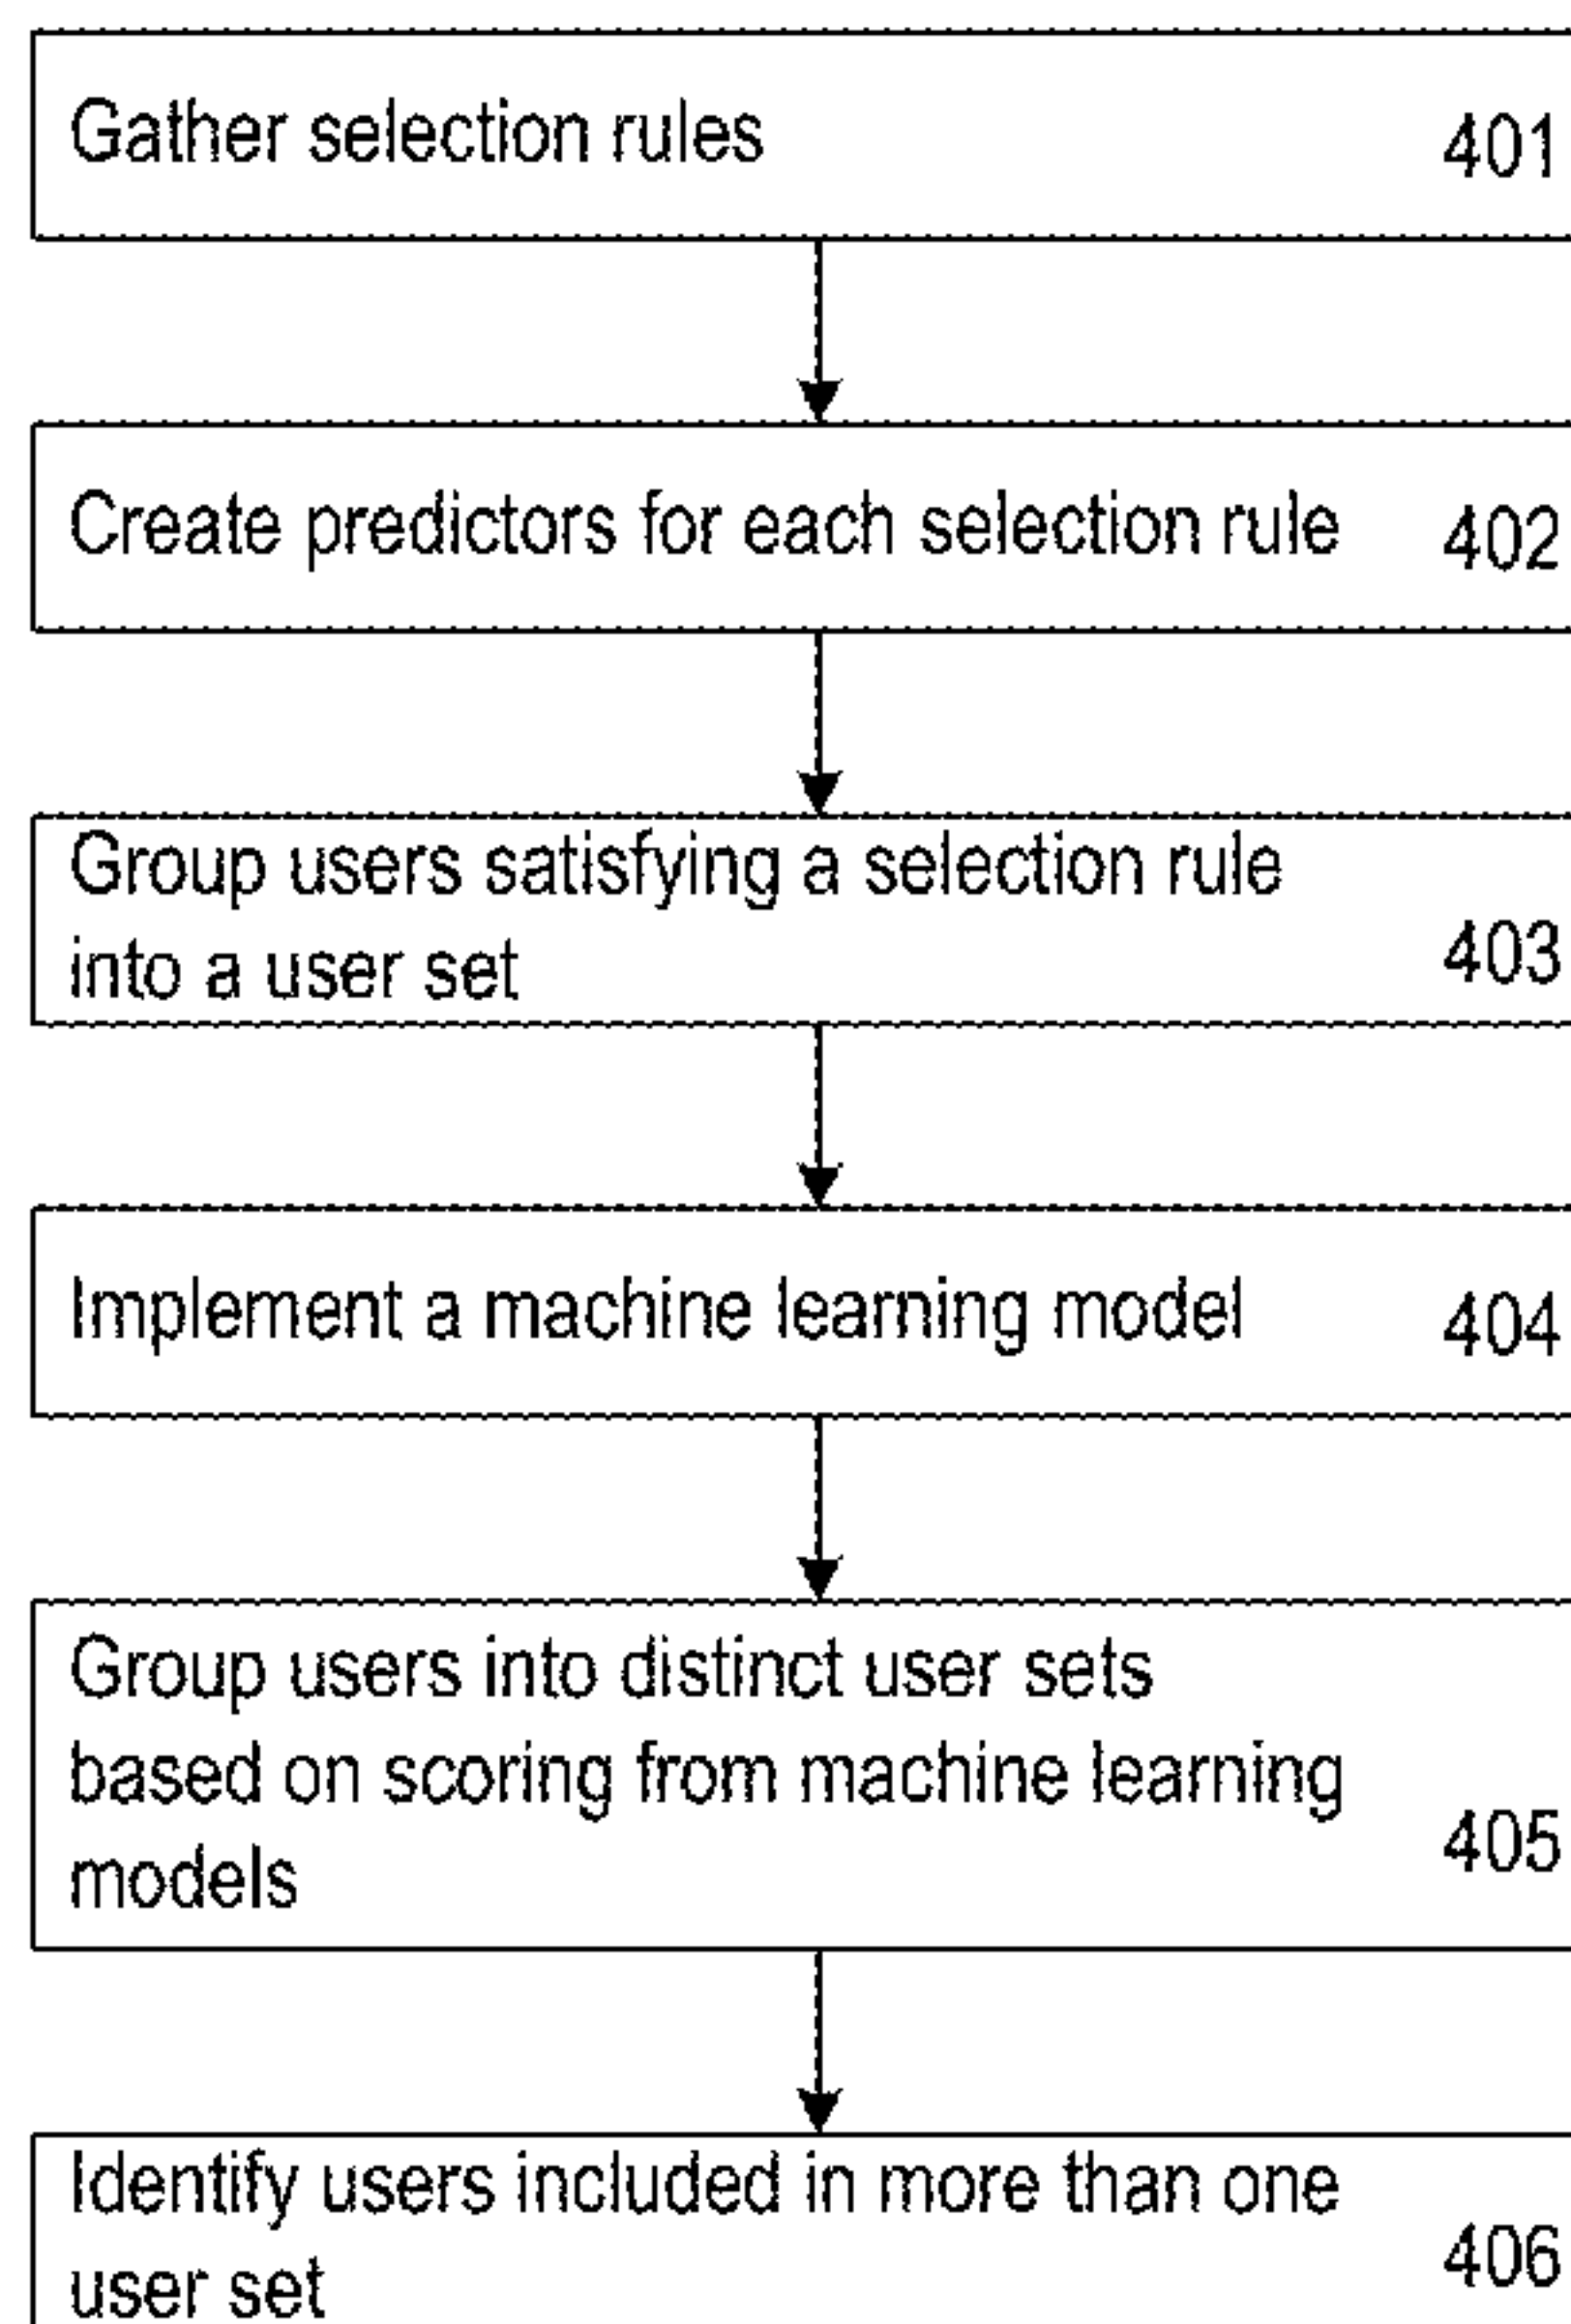 Gather selection rules 401
Create predictors for each selection rule 402
Group users satisfying a selection rule
into a user set 403
Implement a machine learning model 404
Group users into distinct user sets
based on scoring from machine learning
models 405
Identify users included in more than one
user set 406